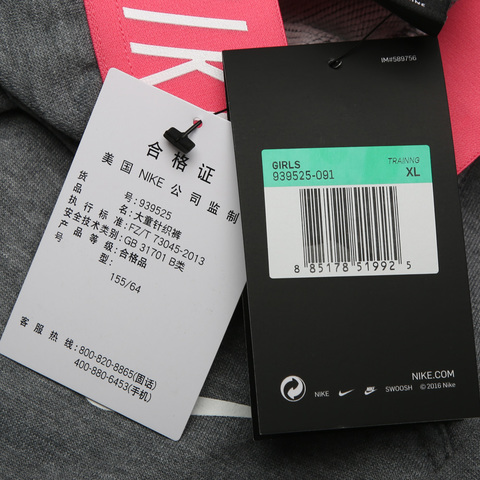 IK
NIKE
IM#589756
合格证
美国 NIKE 公司监制
货号: 939525
品名: 大童针织裤
执行标准: FZ/T 73045-2013
安全技术类别: GB 31701 B类
产品等级: 合格品
号型: 155/64
客服热线: 800-820-8865(固话)
400-880-6453(手机)
GIRLS
TRAINING
939525-091
XL
8 85178 51992 5
NIKE.COM
NIKE
SWOOSH
© 2016 Nike